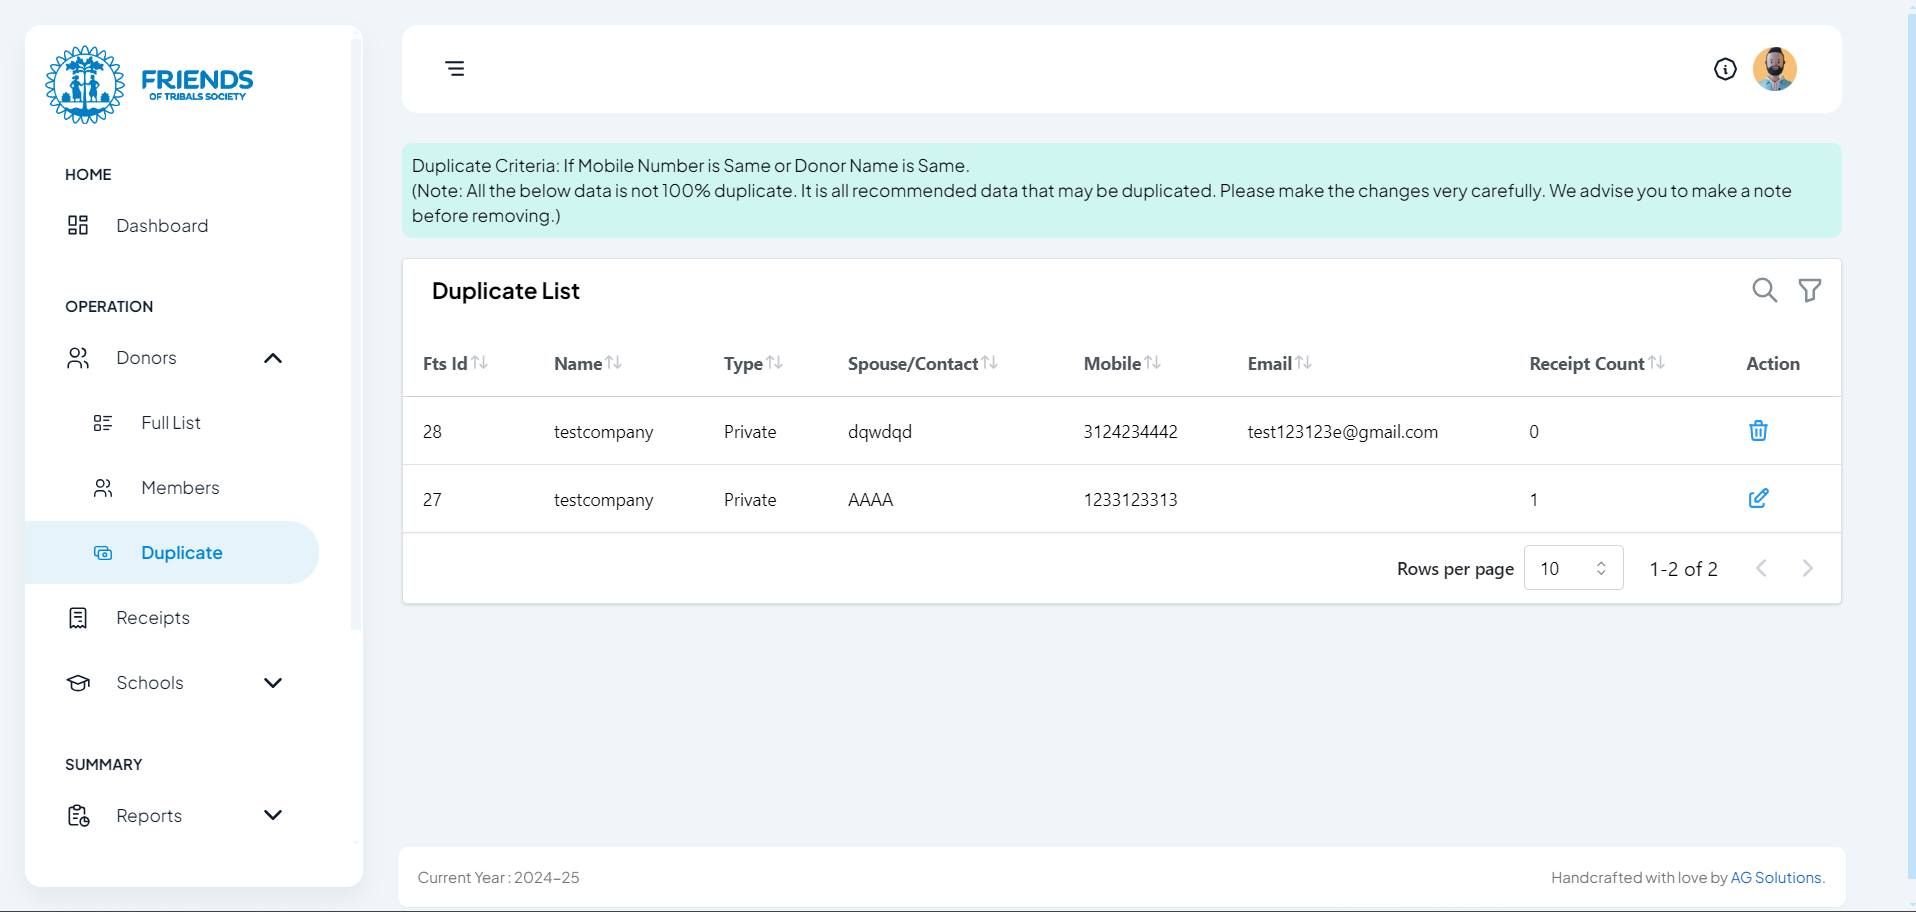 FRIENDS
OF TRIBALS SOCIETY
HOME
Dashboard
OPERATION
Donors
Full List
Members
Duplicate
Receipts
Schools
SUMMARY
Reports
Duplicate Criteria: If Mobile Number is Same or Donor Name is Same.
(Note: All the below data is not 100% duplicate. It is all recommended data that may be duplicated. Please make the changes very carefully. We advise you to make a note
before removing.)
Duplicate List
Fts Id Name Type Spouse/Contact Mobile Email Receipt Count Action
28 testcompany Private dqwdqd 3124234442 test123123e@gmail.com 0
27 testcompany Private AAAA 1233123313 1
Rows per page 10 1-2 of 2
Current Year : 2024-25
Handcrafted with love by AG Solutions.